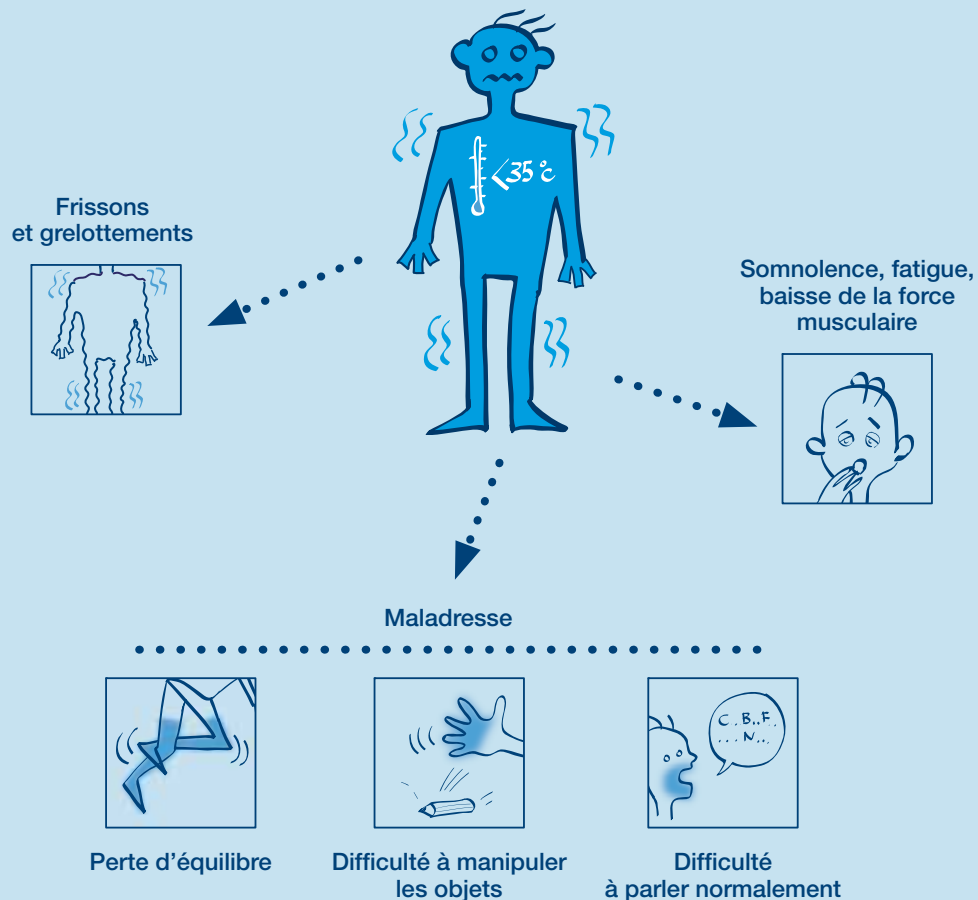 <35 °c
Frissons
et grelottements
Somnolence, fatigue,
baisse de la force
musculaire
Maladresse
C.B..F.
....N...
Perte d'équilibre
Difficulté à manipuler
les objets
Difficulté
à parler normalement